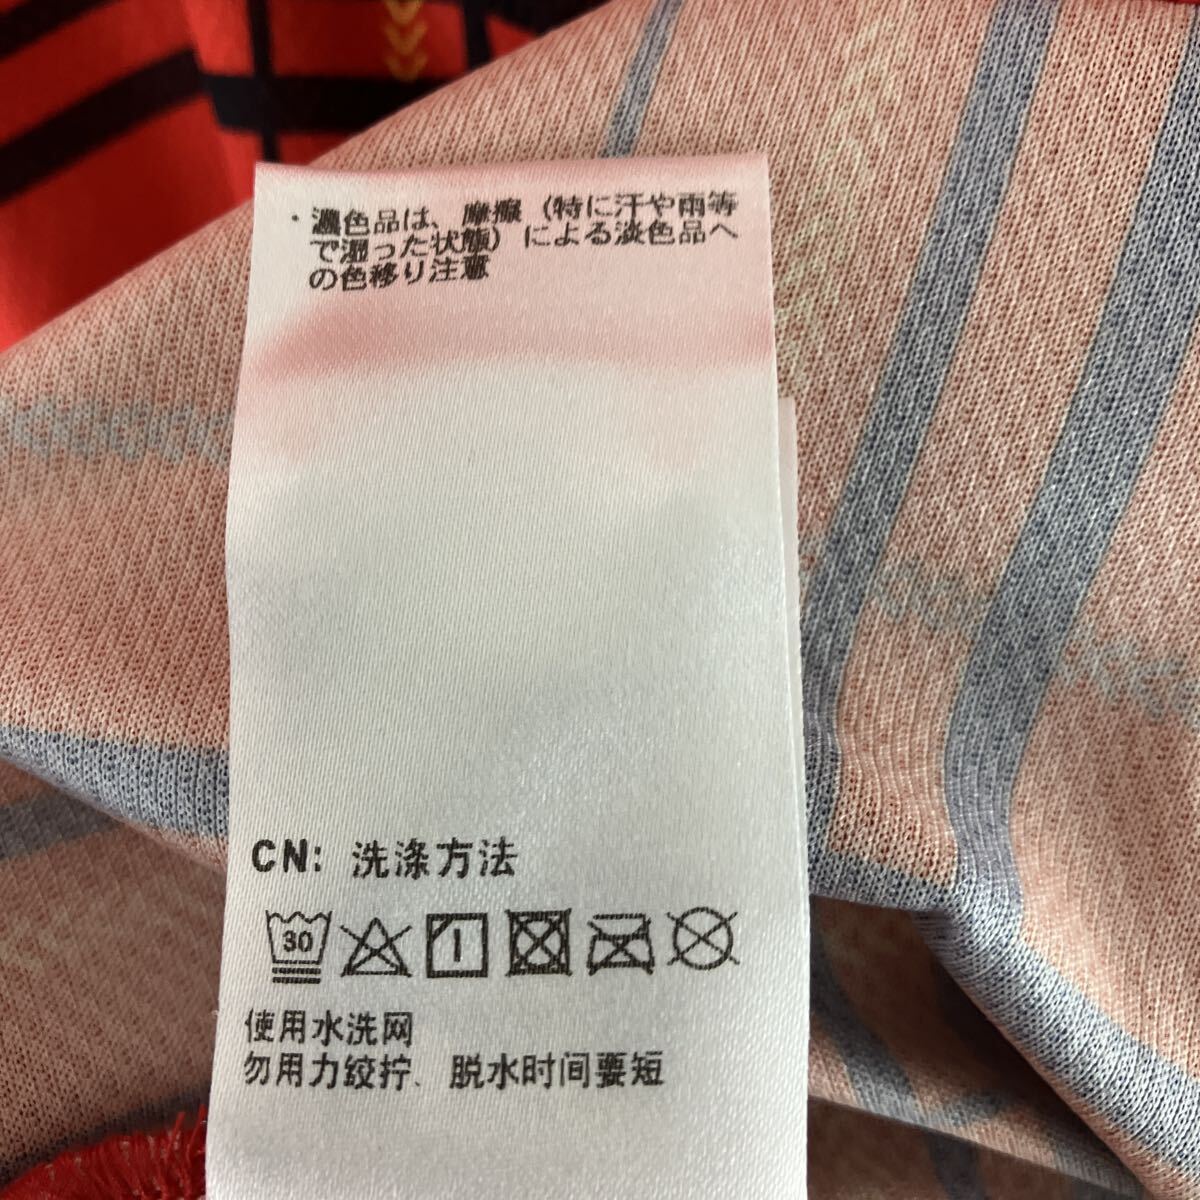 ・濃色品は、摩擦（特に汗や雨等
で湿った状態）による淡色品へ
の色移り注意
CN: 洗涤方法
30
使用水洗网
勿用力绞拧、脱水时间要短